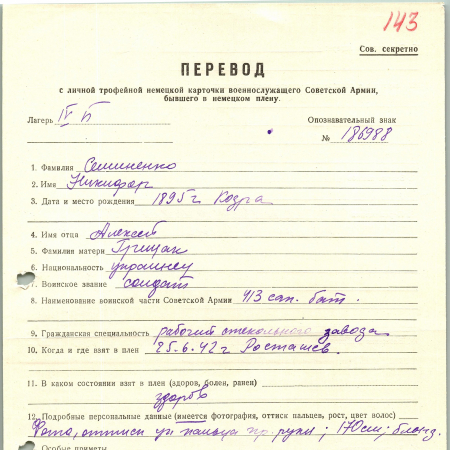 143
Сов. секретно
ПЕРЕВОД
с личной трофейной немецкой карточки военнослужащего Советской Армии,
бывшего в немецком плену.
Лагерь IV Б Опознавательный знак
№ 186988
1. Фамилия Семиненко
2. Имя Никифор
3. Дата и место рождения 1895 г Козра
4. Имя отца Алексей
5. Фамилия матери Грицак
6. Национальность украинец
7. Воинское звание солдат
8. Наименование воинской части Советской Армии 413 сап. бат.
9. Гражданская специальность рабочий стекольного завода
10. Когда и где взят в плен 25.6.42 г Росташев.
11. В каком состоянии взят в плен (здоров, болен, ранен)
здоров
12. Подробные персональные данные (имеется фотография, оттиск пальцев, рост, цвет волос)
Фото, оттиск ук пальца пр. руки; 170 см; блонд.
Особые приметы